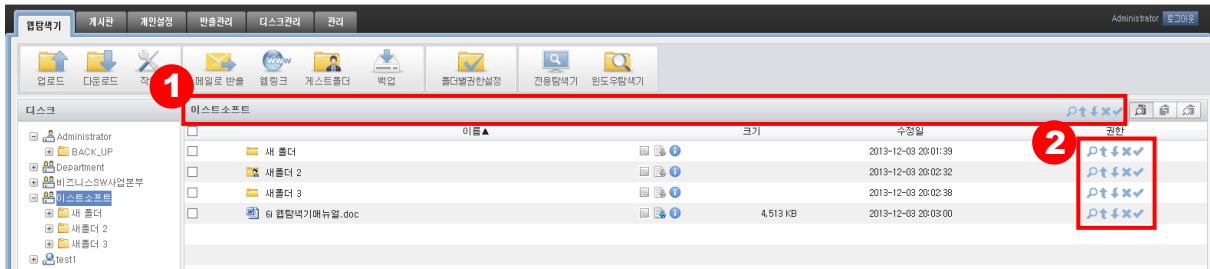 웹탐색기 게시판 개인설정 반출관리 디스크관리 관리 Administrator 로그아웃
업로드 다운로드 메일로 반출 웹링크 게스트폴더 백업 폴더별권한설정 전용탐색기 윈도우탐색기
1
디스크 이스트소프트
이름▲ 크기 수정일 권한
2
Administrator
BACK_UP
Department
비즈니스SW사업본부
이스트소프트
새 폴더
새폴더 2
새폴더 3
test1
새 폴더 2013-12-03 20:01:39
새폴더 2 2013-12-03 20:02:32
새폴더 3 2013-12-03 20:02:38
6i 웹탐색기매뉴얼.doc 4,513 KB 2013-12-03 20:03:00